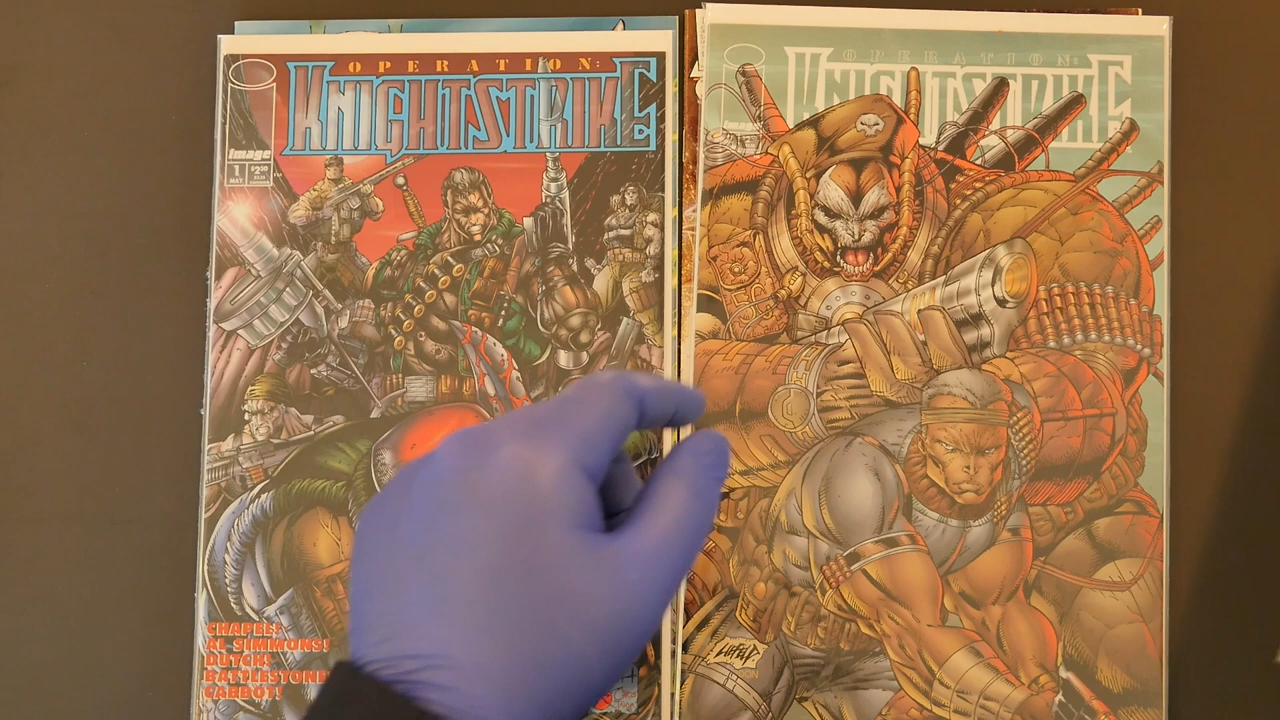 OPERATION:
KNIGHTSTRIKE
image
1
MAY
$2.50
CHAPEL!
AL SIMMONS!
DUTCH!
BATTLESTONE
CABBOT!
OPERATION:
KNIGHTSTRIKE